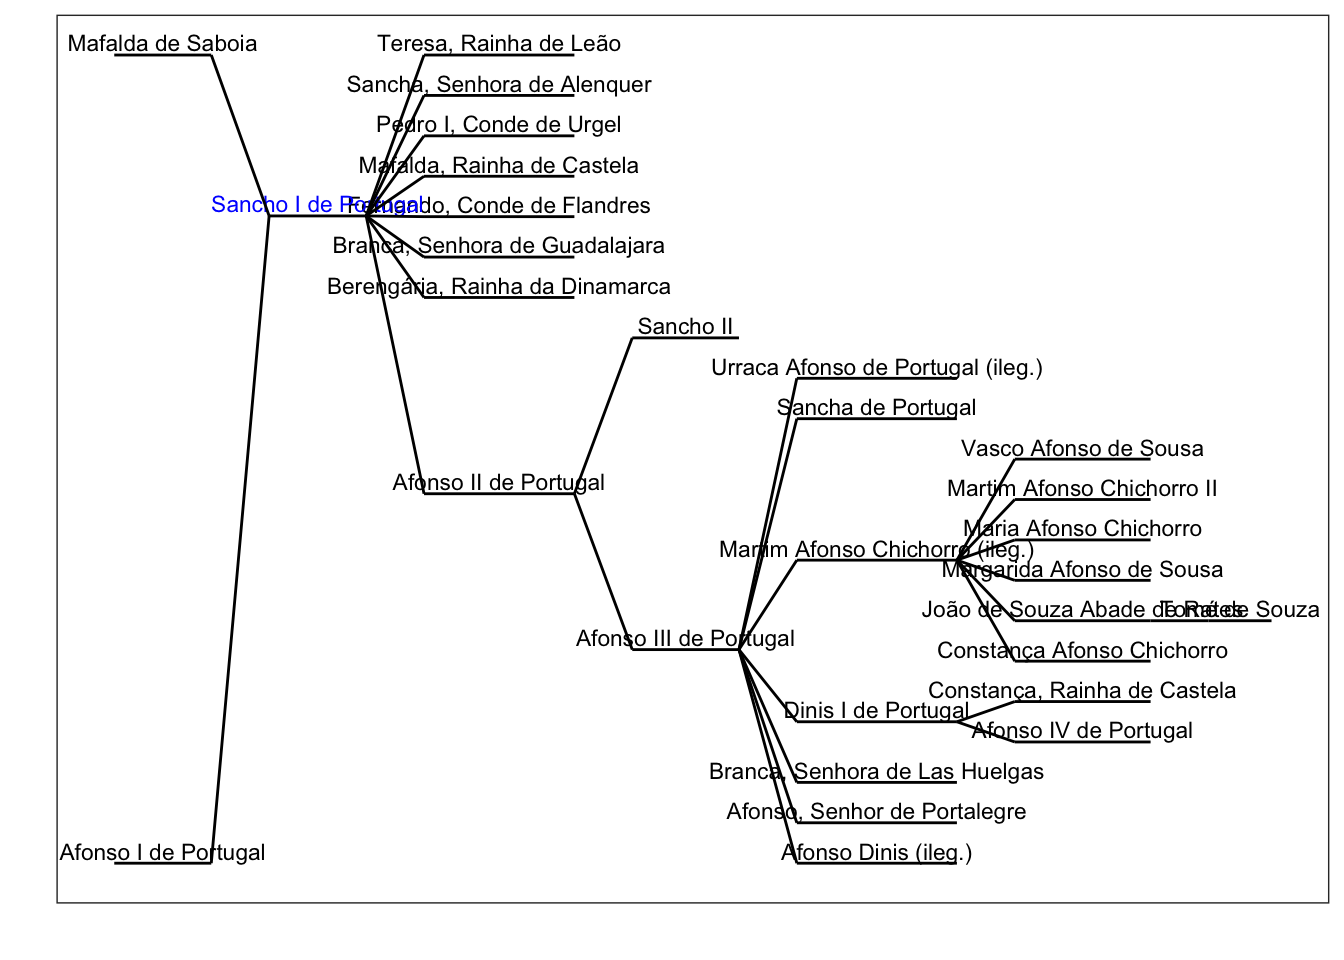 Mafalda de Saboia
Teresa, Rainha de Leão
Sancha, Senhora de Alenquer
Pedro I, Conde de Urgel
Mafalda, Rainha de Castela
Sancho I de Portugal
Fernando, Conde de Flandres
Branca, Senhora de Guadalajara
Berengária, Rainha da Dinamarca
Sancho II
Urraca Afonso de Portugal (ileg.)
Sancha de Portugal
Vasco Afonso de Sousa
Afonso II de Portugal
Martim Afonso Chichorro II
Maria Afonso Chichorro
Martim Afonso Chichorro (ileg.)
Margarida Afonso de Sousa
João de Souza Abade de Rates
Tomé de Souza
Afonso III de Portugal
Constança Afonso Chichorro
Constança, Rainha de Castela
Dinis I de Portugal
Afonso IV de Portugal
Branca, Senhora de Las Huelgas
Afonso, Senhor de Portalegre
Afonso I de Portugal
Afonso Dinis (ileg.)